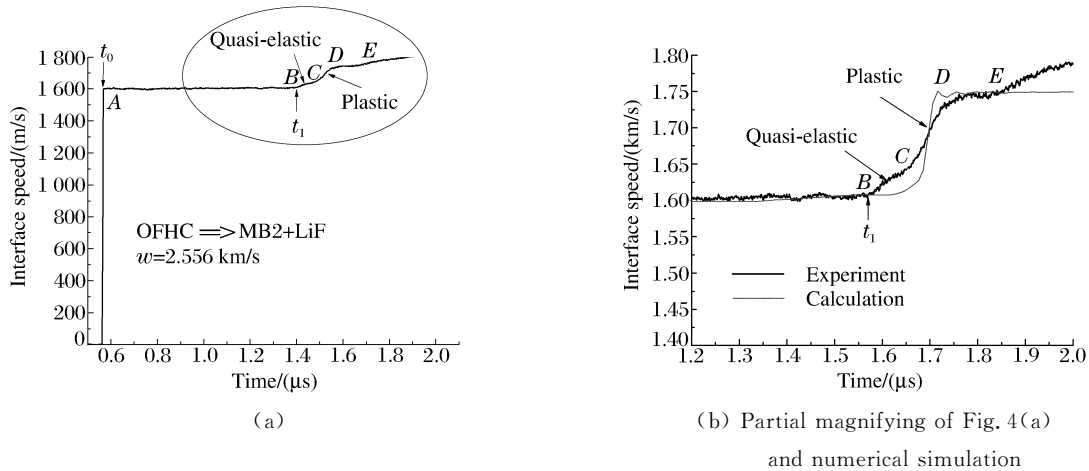 t0
Quasi-elastic
D
E
B
C
A
Plastic
t1
1 800
1 600
1 400
1 200
1 000
800
600
400
200
0
Interface speed/(m/s)
OFHC ⟹ MB2+LiF
w=2.556 km/s
0.6 0.8 1.0 1.2 1.4 1.6 1.8 2.0
Time/(μs)
(a)
1.80
1.75
1.70
1.65
1.60
1.55
1.50
1.45
1.40
Interface speed/(km/s)
Plastic
D
E
Quasi-elastic
C
B
t1
Experiment
Calculation
1.2 1.3 1.4 1.5 1.6 1.7 1.8 1.9 2.0
Time/(μs)
(b) Partial magnifying of Fig. 4(a)
and numerical simulation